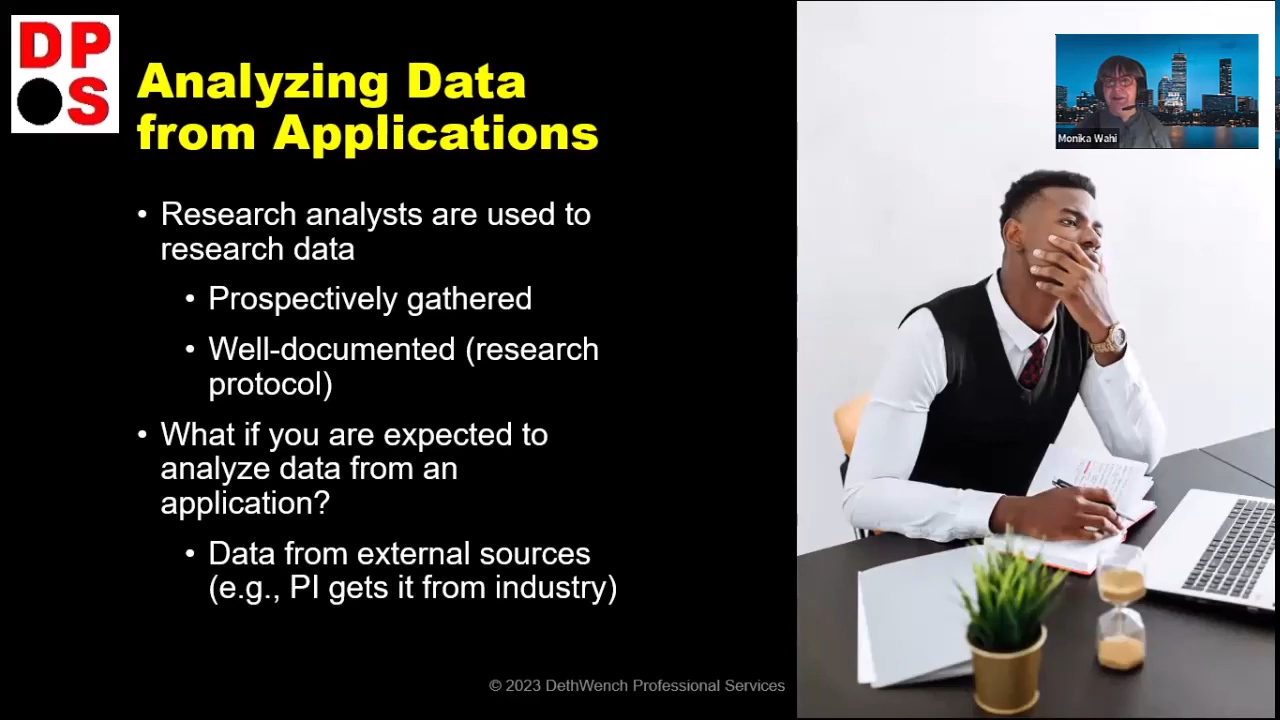 DP
S
Analyzing Data
from Applications
Monika Wahi
• Research analysts are used to
research data
• Prospectively gathered
• Well-documented (research
protocol)
• What if you are expected to
analyze data from an
application?
• Data from external sources
(e.g., PI gets it from industry)
© 2023 DethWench Professional Services